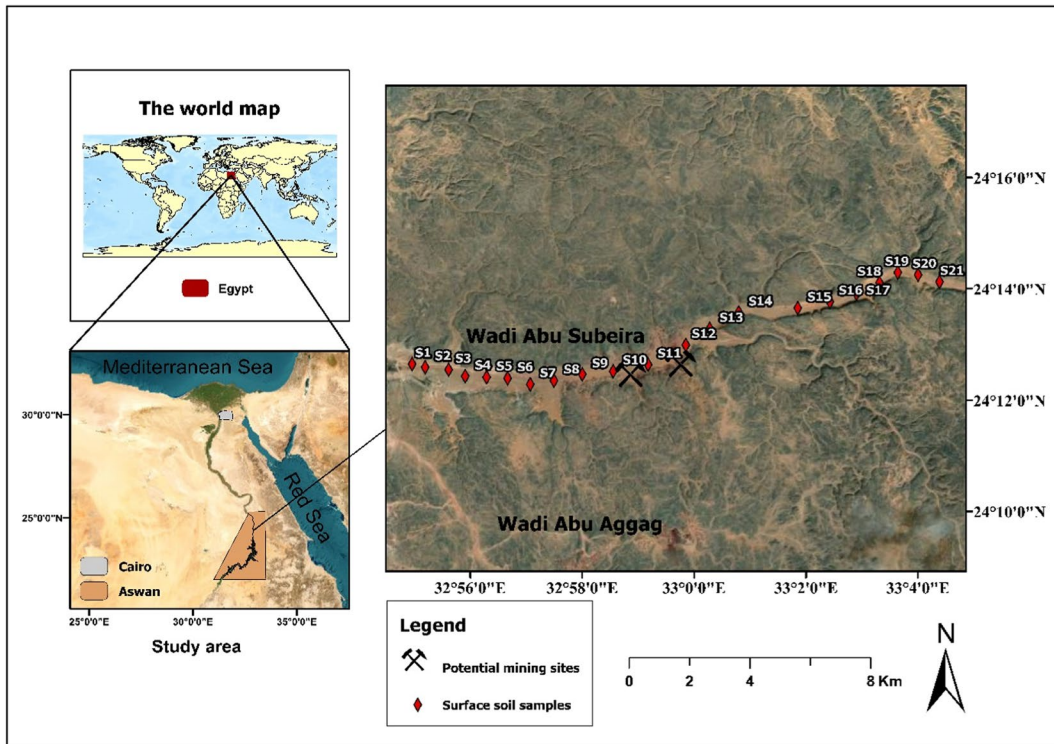 The world map
Egypt
Mediterranean Sea
Red Sea
30°0'0"N
25°0'0"N
Cairo
Aswan
25°0'0"E
30°0'0"E
35°0'0"E
Study area
S1
S2
S3
S4
S5
S6
S7
S8
S9
S10
S11
S12
S13
S14
S15
S16
S17
S18
S19
S20
S21
Wadi Abu Subeira
Wadi Abu Aggag
24°16'0"N
24°14'0"N
24°12'0"N
24°10'0"N
32°56'0"E
32°58'0"E
33°0'0"E
33°2'0"E
33°4'0"E
Legend
Potential mining sites
Surface soil samples
0 2 4 8 Km
N